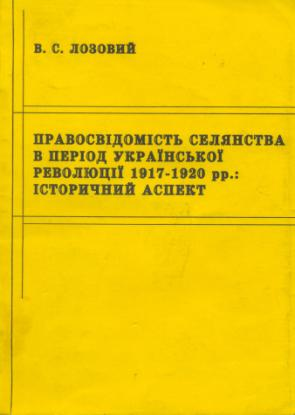 В. С. ЛОЗОВИЙ
ПРАВОСВІДОМІСТЬ СЕЛЯНСТВА
В ПЕРІОД УКРАЇНСЬКОЇ
РЕВОЛЮЦІЇ 1917-1920 рр.:
ІСТОРИЧНИЙ АСПЕКТ